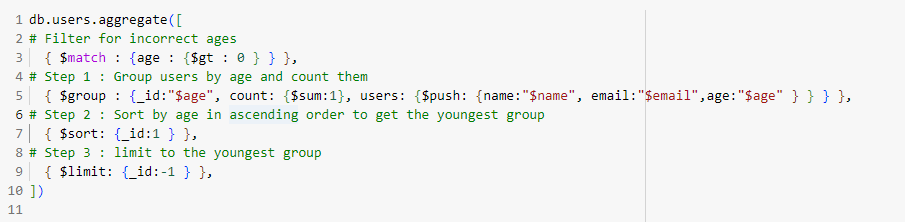 1 db.users.aggregate([
2 # Filter for incorrect ages
3 { $match : {age : {$gt : 0 } } },
4 # Step 1 : Group users by age and count them
5 { $group : {_id:"$age", count: {$sum:1}, users: {$push: {name:"$name", email:"$email",age:"$age" } } } },
6 # Step 2 : Sort by age in ascending order to get the youngest group
7 { $sort: {_id:1 } },
8 # Step 3 : limit to the youngest group
9 { $limit: {_id:-1 } },
10 ])
11